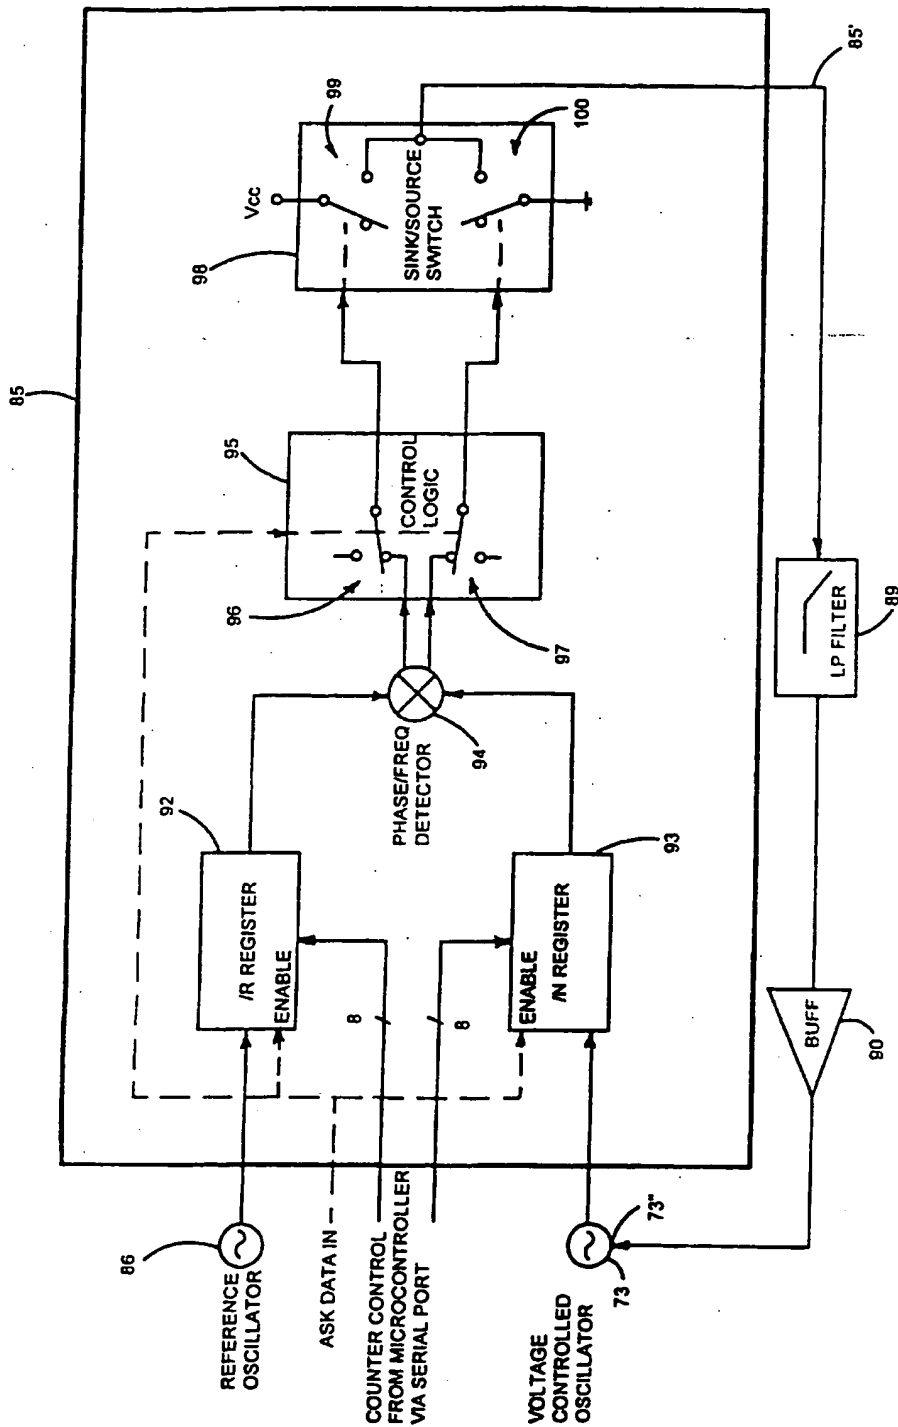 85
85'
Vcc
99
100
98
SINK/SOURCE
SWITCH
95
CONTROL
LOGIC
96
97
PHASE/FREQ
DETECTOR
94
92
/R REGISTER
ENABLE
93
ENABLE
/N REGISTER
8
8
LP FILTER
89
BUFF
90
86
REFERENCE
OSCILLATOR
ASK DATA IN
COUNTER CONTROL
FROM MICROCONTROLLER
VIA SERIAL PORT
VOLTAGE
CONTROLLED
OSCILLATOR
73
73"